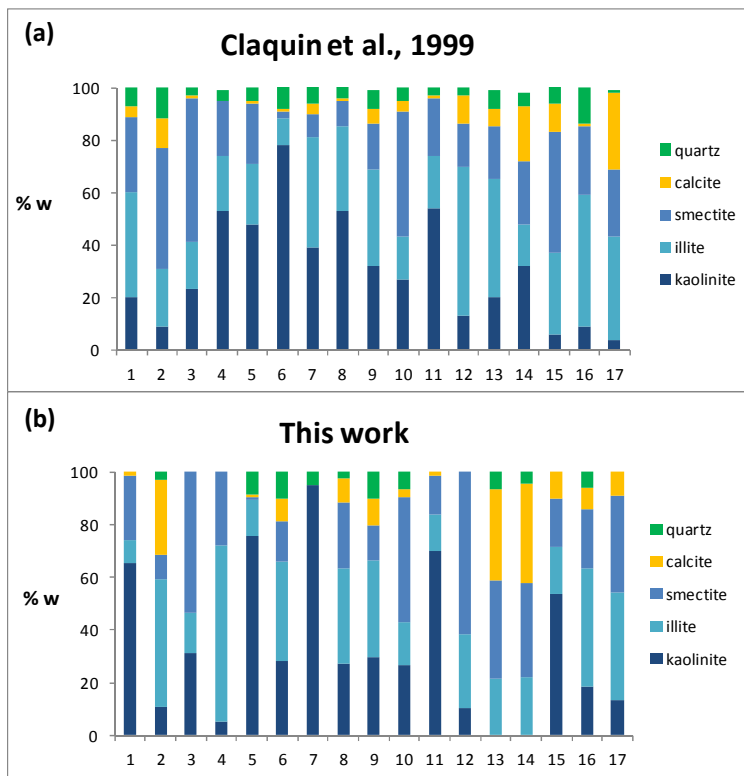 (a)
Claquin et al., 1999
100
80
60
40
20
0
% w
1 2 3 4 5 6 7 8 9 10 11 12 13 14 15 16 17
quartz
calcite
smectite
illite
kaolinite
(b)
This work
100
80
60
40
20
0
% w
1 2 3 4 5 6 7 8 9 10 11 12 13 14 15 16 17
quartz
calcite
smectite
illite
kaolinite